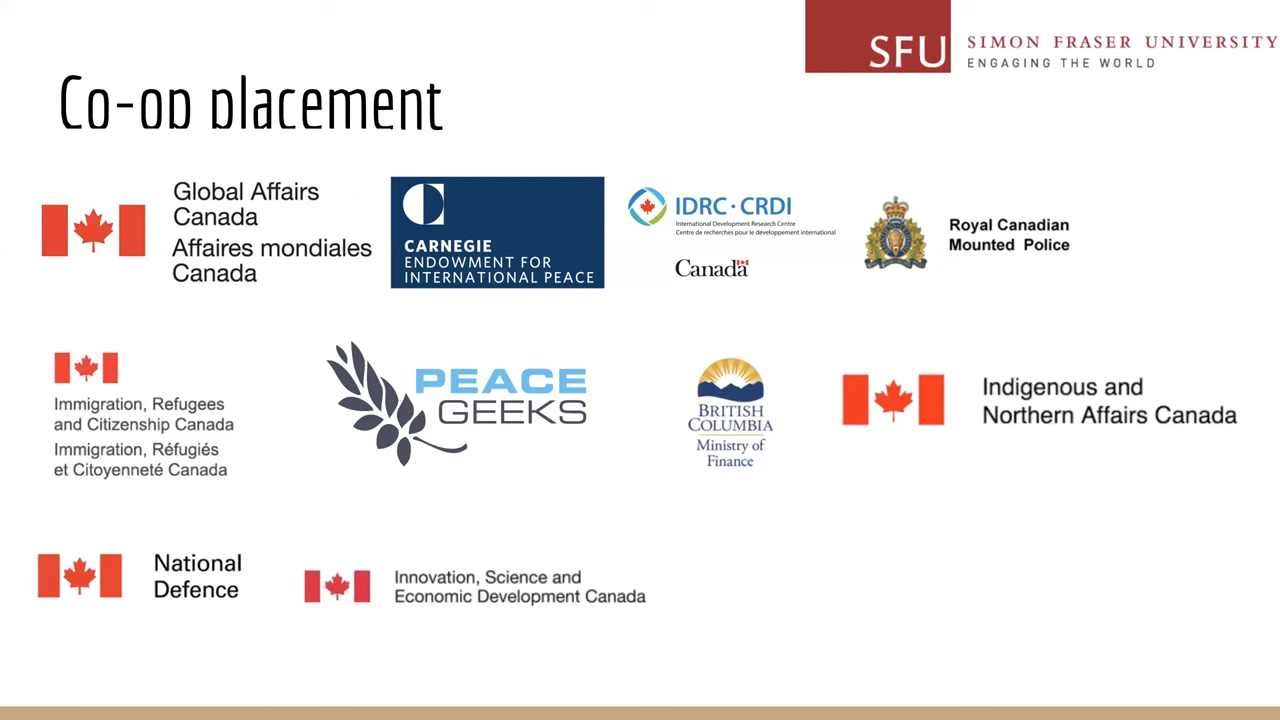 SFU SIMON FRASER UNIVERSITY
ENGAGING THE WORLD
Co-op placement
Global Affairs
Canada
Affaires mondiales
Canada
CARNEGIE
ENDOWMENT FOR
INTERNATIONAL PEACE
IDRC · CRDI
International Development Research Centre
Centre de recherches pour le développement international
Canada
Royal Canadian
Mounted Police
Immigration, Refugees
and Citizenship Canada
Immigration, Réfugiés
et Citoyenneté Canada
PEACE
GEEKS
BRITISH
COLUMBIA
Ministry of
Finance
Indigenous and
Northern Affairs Canada
National
Defence
Innovation, Science and
Economic Development Canada